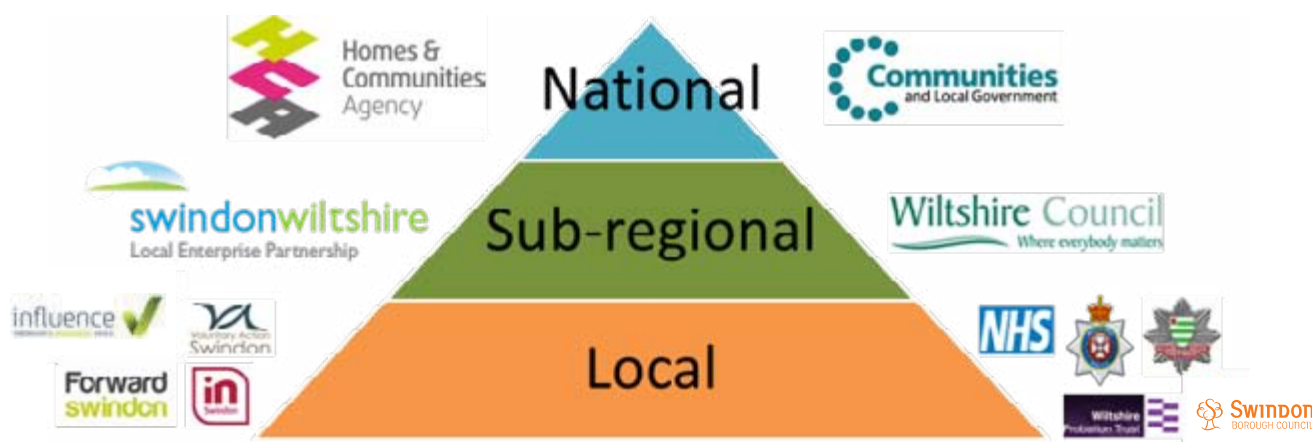 Homes &
Communities
Agency
National
Communities
and Local Government
swindonwiltshire
Local Enterprise Partnership
Sub-regional
Wiltshire Council
Where everybody matters
influence
Voluntary Action
Swindon
Forward
swindon
in
Swindon
Local
NHS
Wiltshire
Probation Trust
SWINDON
BOROUGH COUNCIL